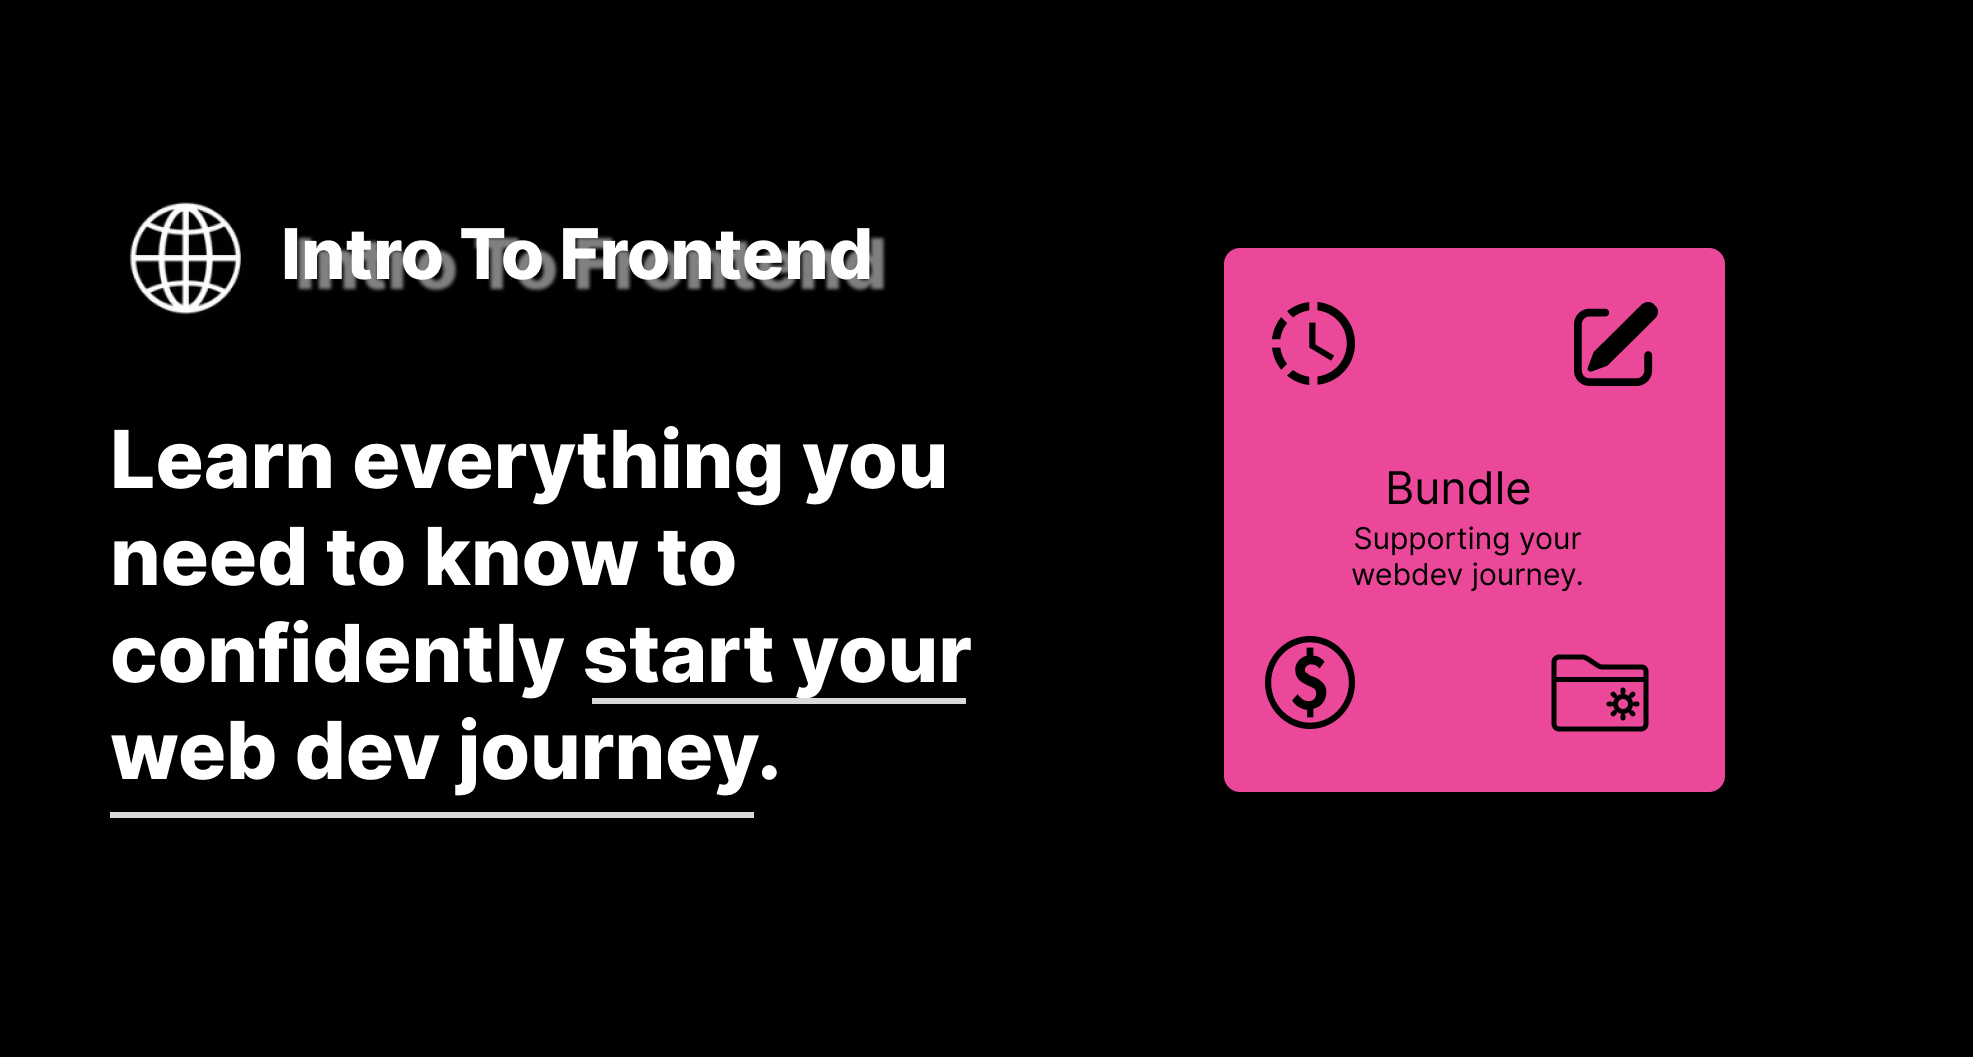 Intro To Frontend
Learn everything you
need to know to
confidently start your
web dev journey.
Bundle
Supporting your
webdev journey.